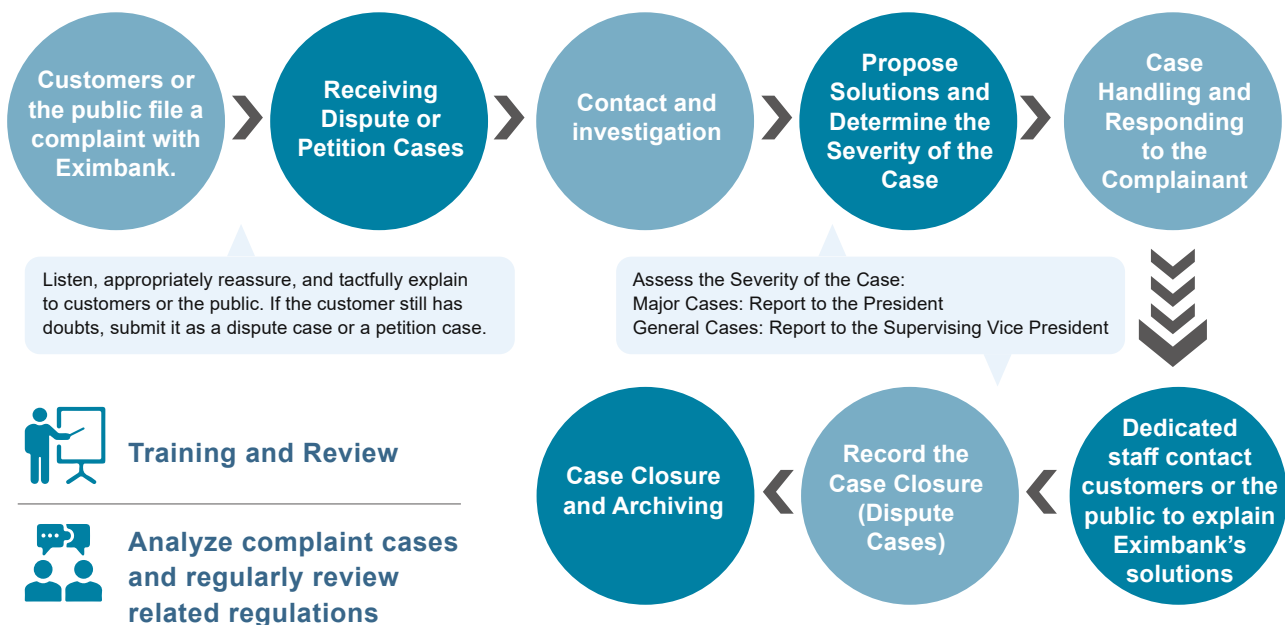 Customers or
the public file a
complaint with
Eximbank.
Receiving
Dispute or
Petition Cases
Contact and
investigation
Propose
Solutions and
Determine the
Severity of the
Case
Case
Handling and
Responding
to the
Complainant
Listen, appropriately reassure, and tactfully explain
to customers or the public. If the customer still has
doubts, submit it as a dispute case or a petition case.
Assess the Severity of the Case:
Major Cases: Report to the President
General Cases: Report to the Supervising Vice President
Dedicated
staff contact
customers or the
public to explain
Eximbank's
solutions
Record the
Case Closure
(Dispute
Cases)
Case Closure
and Archiving
Training and Review
Analyze complaint cases
and regularly review
related regulations